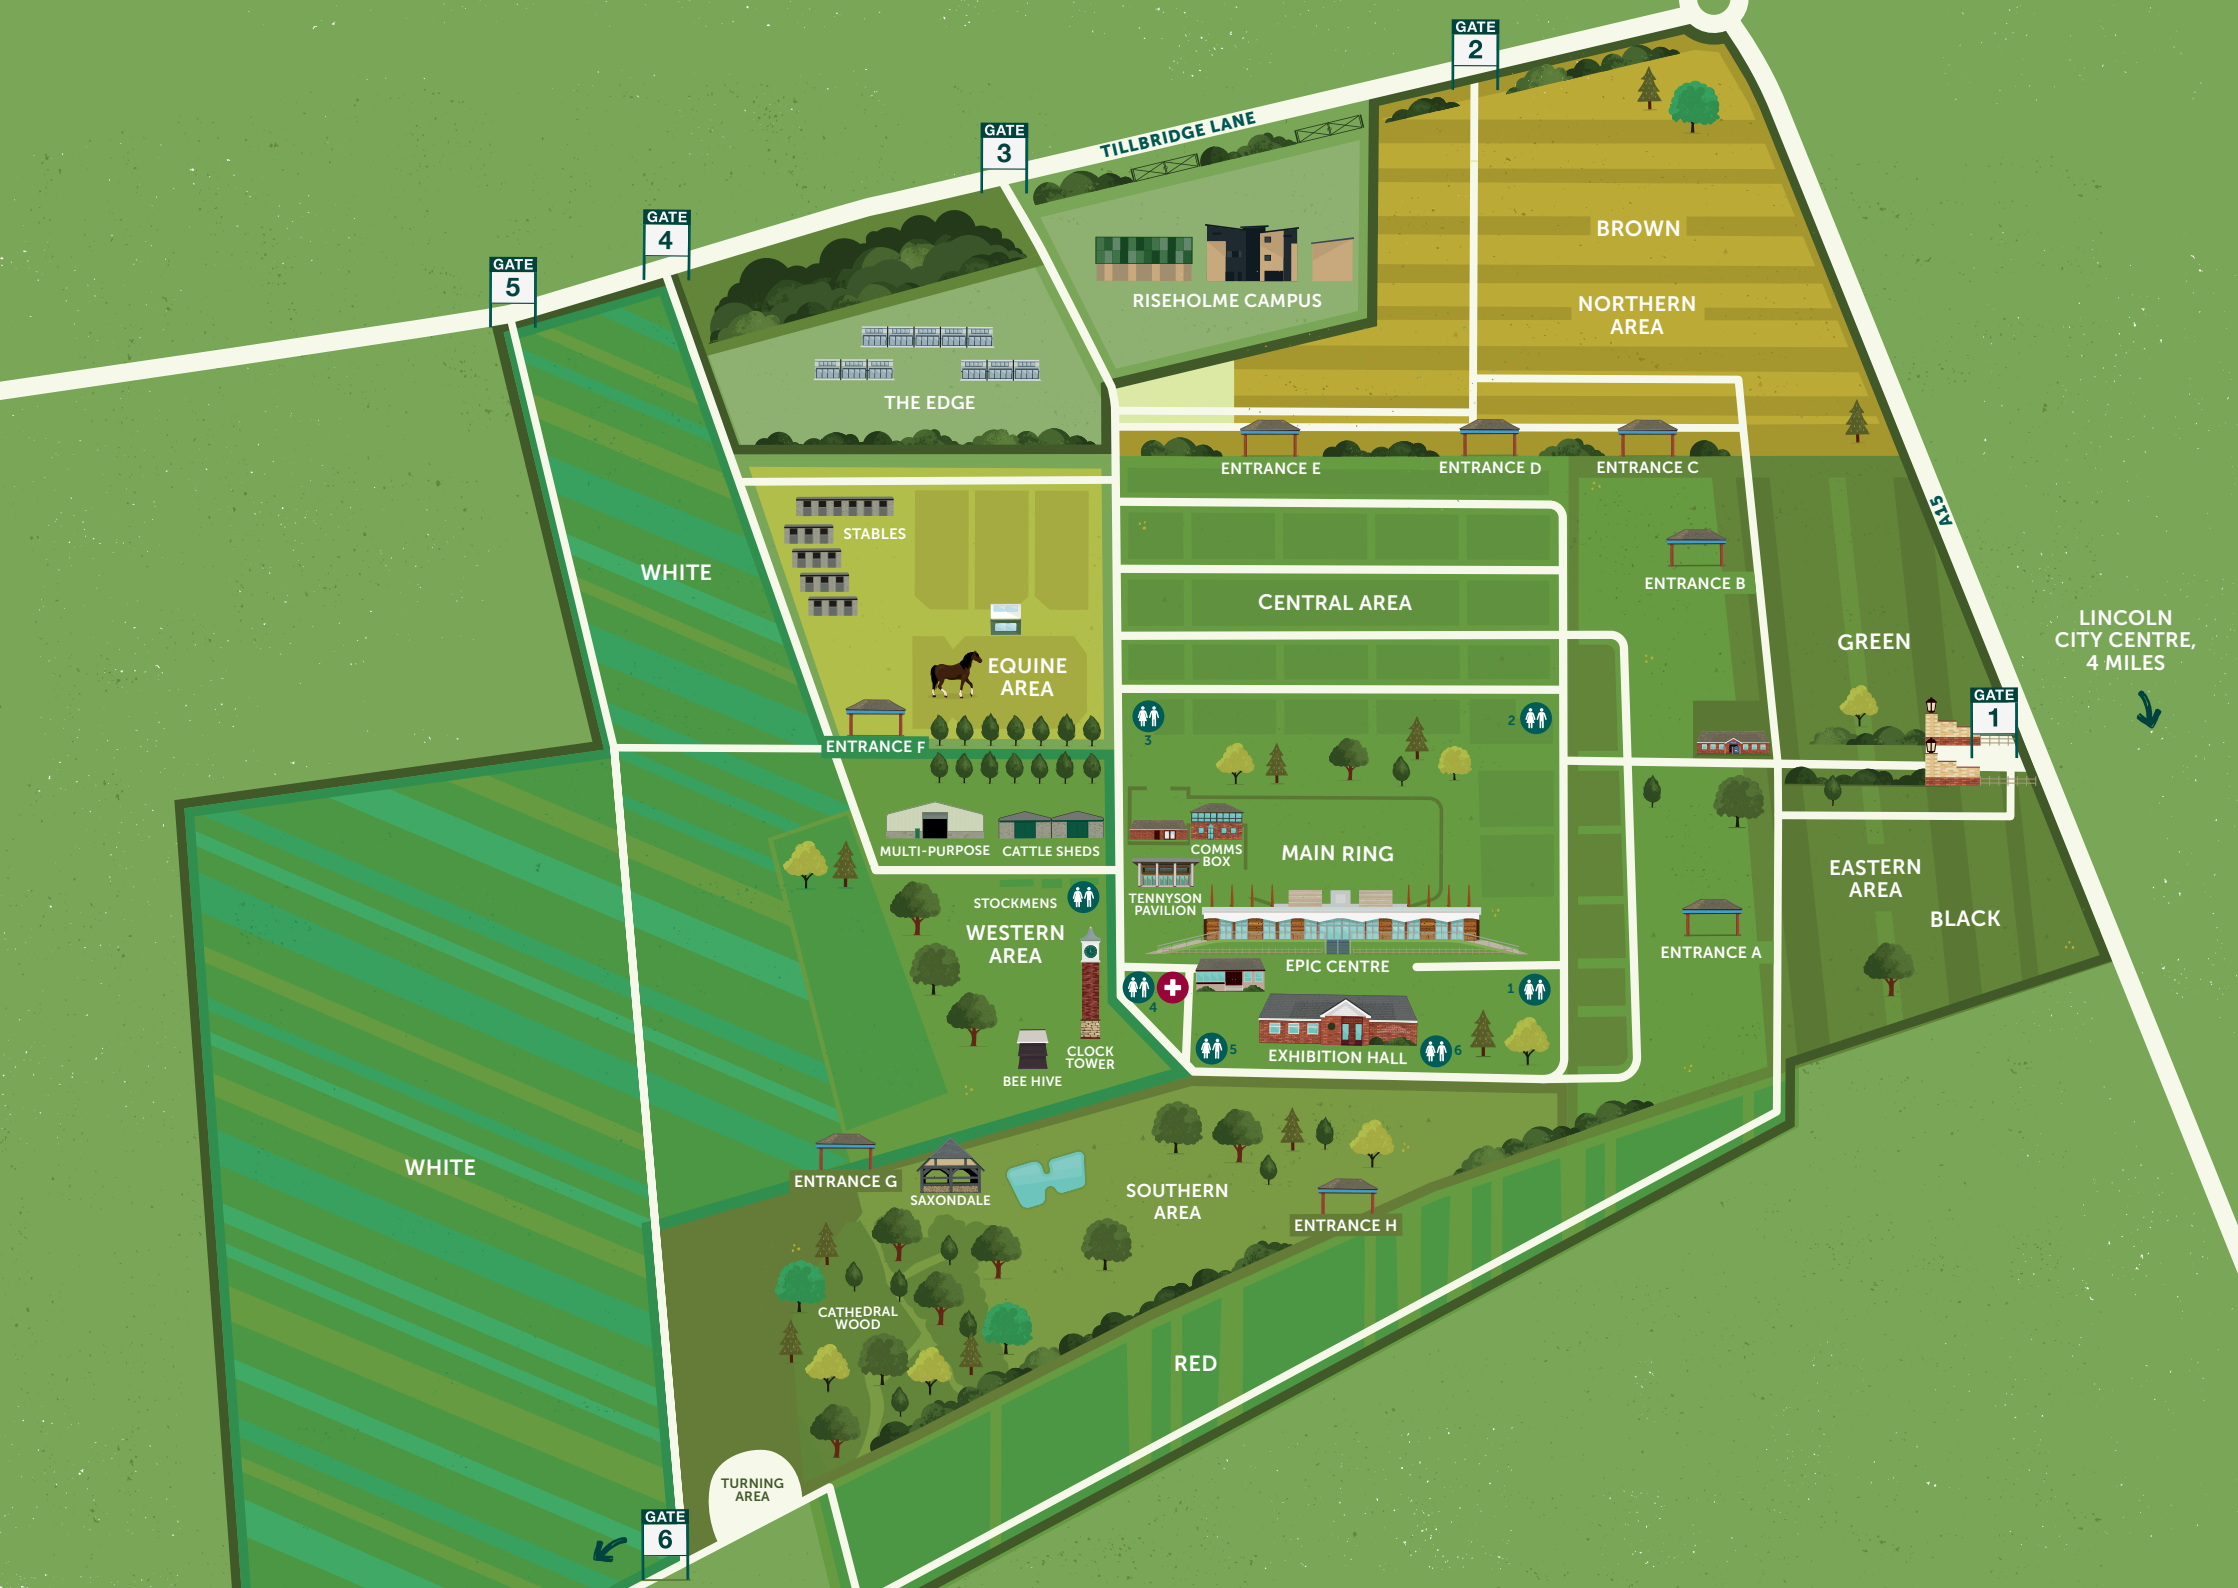 GATE
2
GATE
3
TILLBRIDGE LANE
GATE
4
GATE
5
BROWN
NORTHERN
AREA
RISEHOLME CAMPUS
THE EDGE
ENTRANCE E
ENTRANCE D
ENTRANCE C
A15
STABLES
WHITE
CENTRAL AREA
ENTRANCE B
GREEN
LINCOLN
CITY CENTRE,
4 MILES
EQUINE
AREA
GATE
1
3
2
ENTRANCE F
MULTI-PURPOSE
CATTLE SHEDS
COMMS
BOX
MAIN RING
EASTERN
AREA
BLACK
STOCKMENS
TENNYSON
PAVILION
WESTERN
AREA
ENTRANCE A
EPIC CENTRE
4
1
5
6
EXHIBITION HALL
CLOCK
TOWER
BEE HIVE
WHITE
ENTRANCE G
SAXONDALE
SOUTHERN
AREA
ENTRANCE H
CATHEDRAL
WOOD
RED
TURNING
AREA
GATE
6